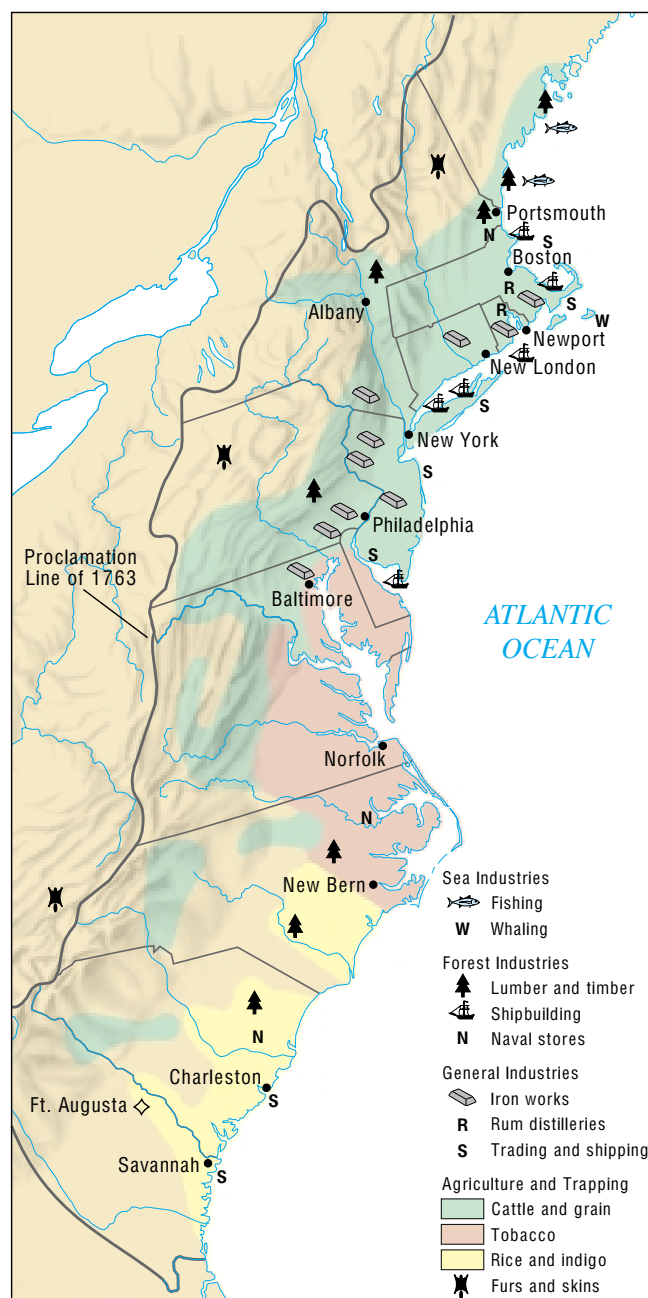 Portsmouth
N
S
Boston
R
S
Albany
R
W
Newport
New London
S
New York
S
Philadelphia
S
Proclamation
Line of 1763
Baltimore
ATLANTIC
OCEAN
Norfolk
N
New Bern
N
Charleston
S
Ft. Augusta
Savannah
S
Sea Industries
Fishing
W Whaling
Forest Industries
Lumber and timber
Shipbuilding
N Naval stores
General Industries
Iron works
R Rum distilleries
S Trading and shipping
Agriculture and Trapping
Cattle and grain
Tobacco
Rice and indigo
Furs and skins